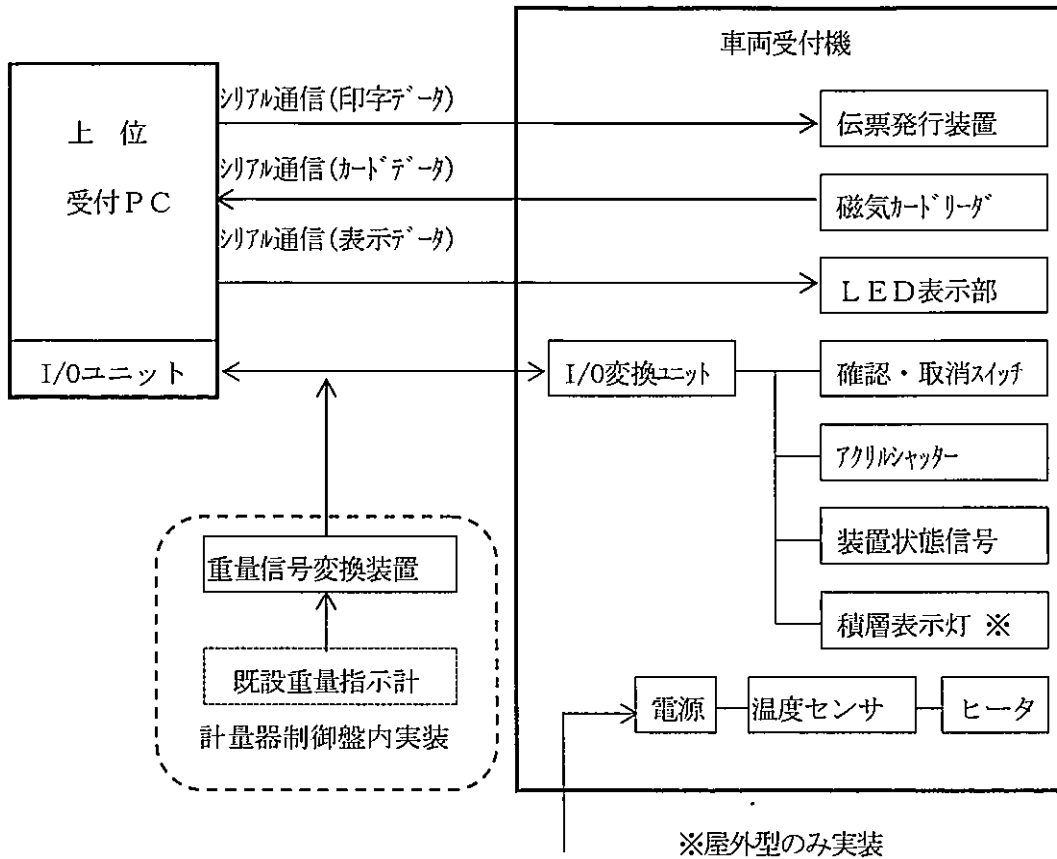 車両受付機
上位
受付ＰＣ
I/Oユニット
ｼﾘｱﾙ通信(印字ﾃﾞｰﾀ)
ｼﾘｱﾙ通信(ｶｰﾄﾞﾃﾞｰﾀ)
ｼﾘｱﾙ通信(表示ﾃﾞｰﾀ)
伝票発行装置
磁気ｶｰﾄﾞﾘｰﾀﾞ
ＬＥＤ表示部
I/O変換ﾕﾆｯﾄ
確認・取消ｽｲｯﾁ
ｱｸﾘﾙｼｬｯﾀｰ
装置状態信号
積層表示灯 ※
重量信号変換装置
既設重量指示計
計量器制御盤内実装
電源
温度センサ
ヒータ
※屋外型のみ実装